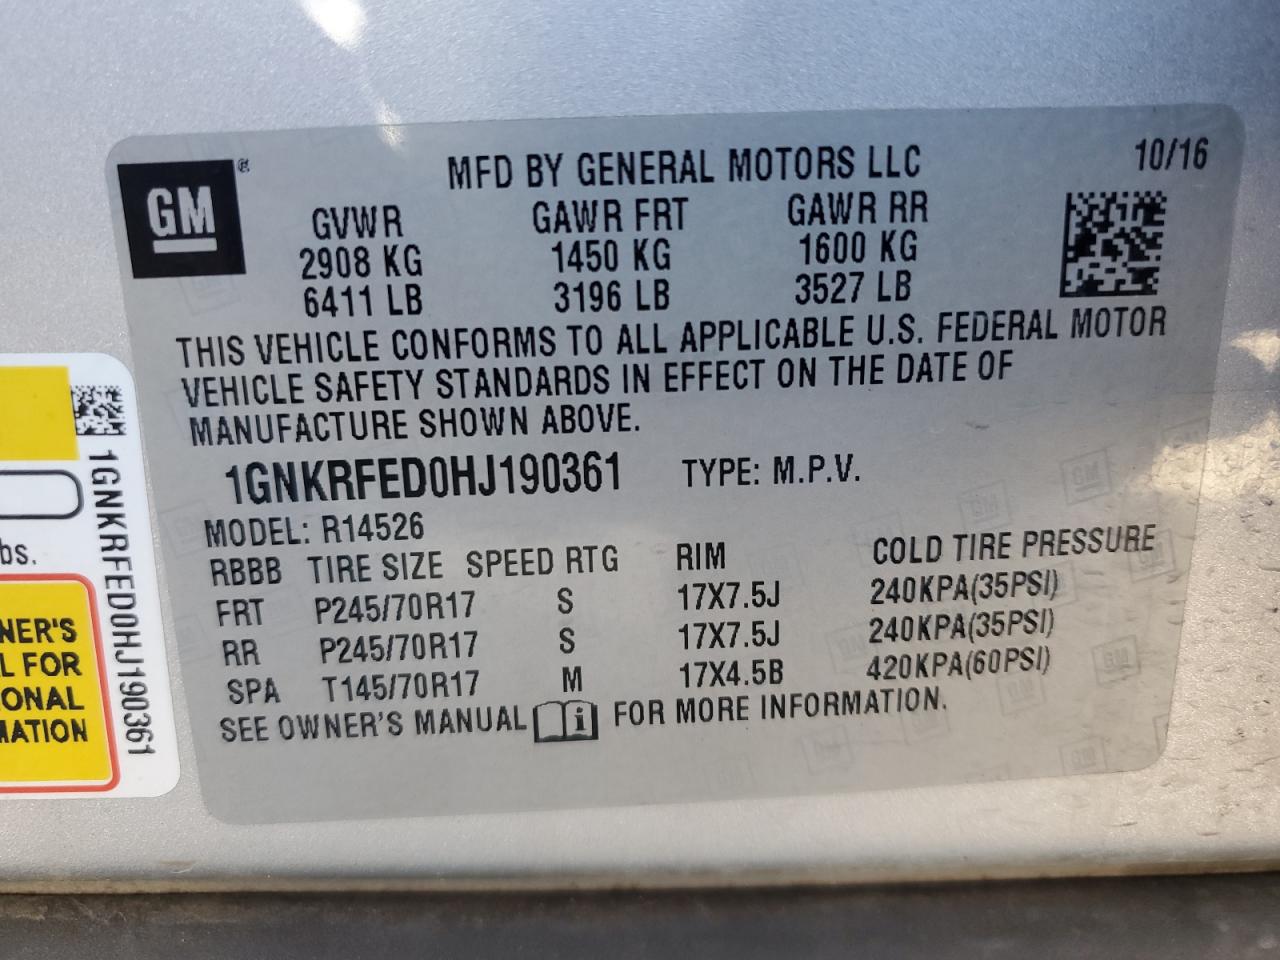 GM®
MFD BY GENERAL MOTORS LLC
10/16
GVWR GAWR FRT GAWR RR
2908 KG 1450 KG 1600 KG
6411 LB 3196 LB 3527 LB
THIS VEHICLE CONFORMS TO ALL APPLICABLE U.S. FEDERAL MOTOR
VEHICLE SAFETY STANDARDS IN EFFECT ON THE DATE OF
MANUFACTURE SHOWN ABOVE.
1GNKRFED0HJ190361 TYPE: M.P.V.
MODEL: R14526
RBBB TIRE SIZE SPEED RTG RIM COLD TIRE PRESSURE
FRT P245/70R17 S 17X7.5J 240KPA(35PSI)
RR P245/70R17 S 17X7.5J 240KPA(35PSI)
SPA T145/70R17 M 17X4.5B 420KPA(60PSI)
SEE OWNER'S MANUAL i FOR MORE INFORMATION.
1GNKRFED0HJ190361
bs.
NER'S
L FOR
ONAL
MATION